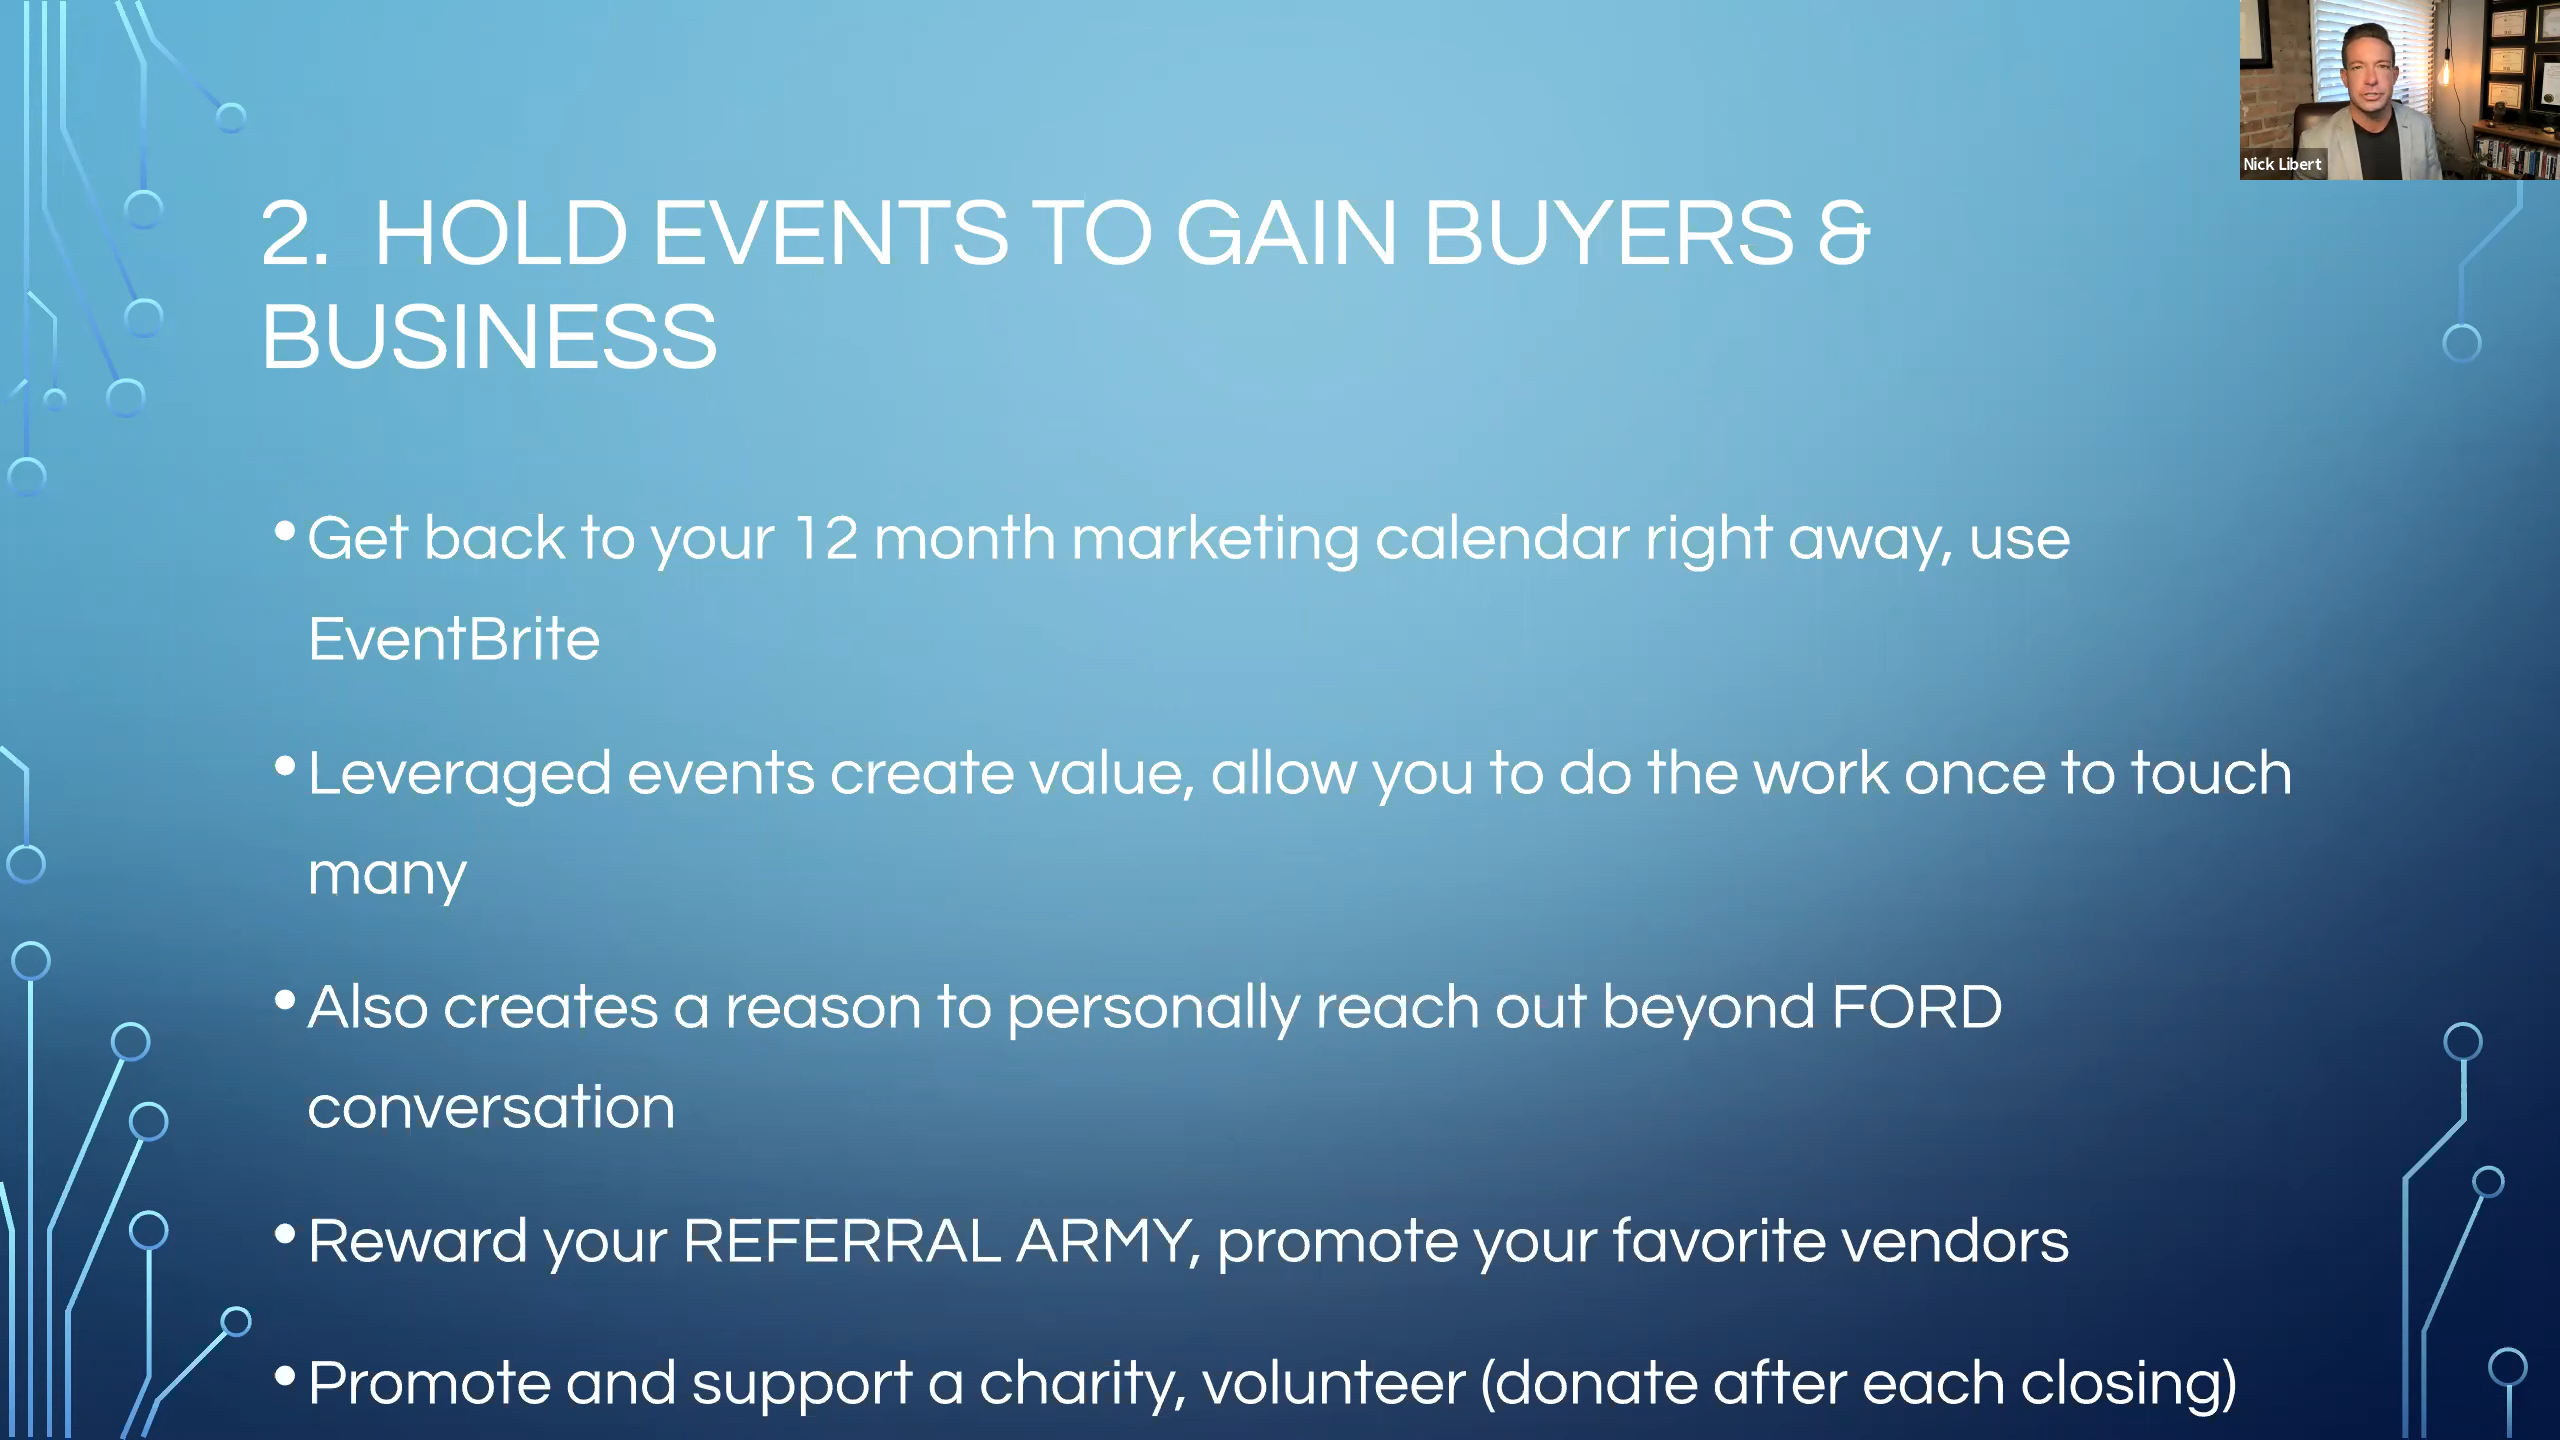 Nick Libert
2. HOLD EVENTS TO GAIN BUYERS &
BUSINESS
• Get back to your 12 month marketing calendar right away, use
EventBrite
• Leveraged events create value, allow you to do the work once to touch
many
• Also creates a reason to personally reach out beyond FORD
conversation
• Reward your REFERRAL ARMY, promote your favorite vendors
• Promote and support a charity, volunteer (donate after each closing)